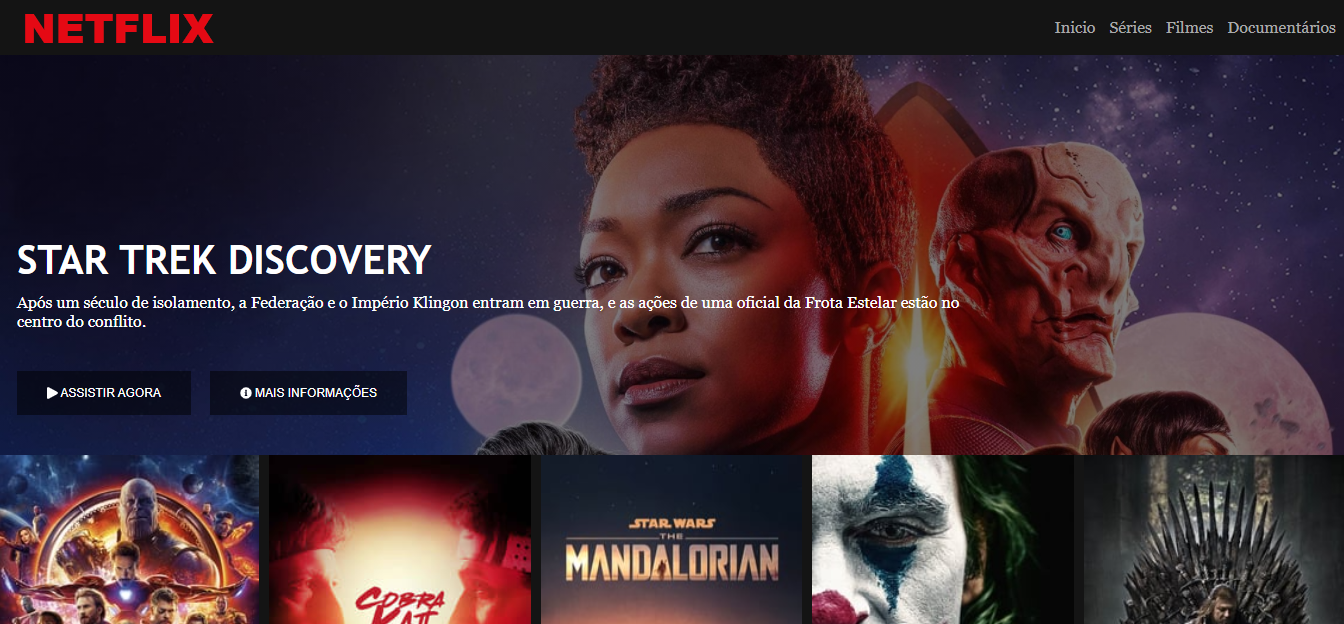 NETFLIX
Inicio Séries Filmes Documentários
STAR TREK DISCOVERY
Após um século de isolamento, a Federação e o Império Klingon entram em guerra, e as ações de uma oficial da Frota Estelar estão no
centro do conflito.
ASSISTIR AGORA
MAIS INFORMAÇÕES
STAR WARS
THE
MANDALORIAN
COBRA
KAI